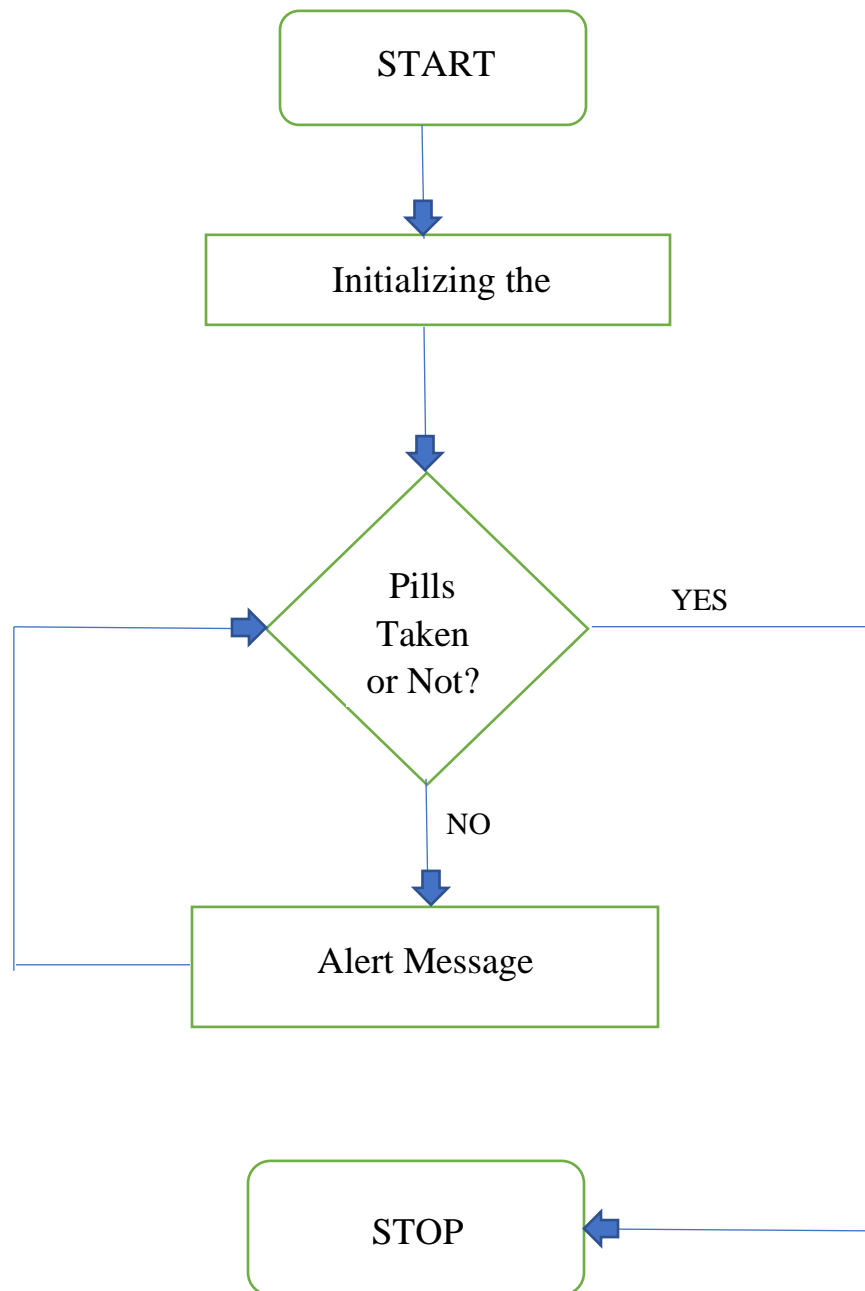 START
Initializing the
Pills
Taken
or Not?
YES
NO
Alert Message
STOP